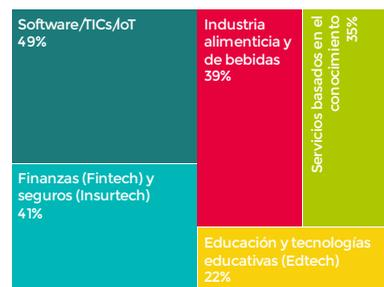 Software/TICs/IoT
49%
Industria
alimenticia y
de bebidas
39%
Servicios basados en el
conocimiento
35%
Finanzas (Fintech) y
seguros (Insurtech)
41%
Educación y tecnologías
educativas (Edtech)
22%